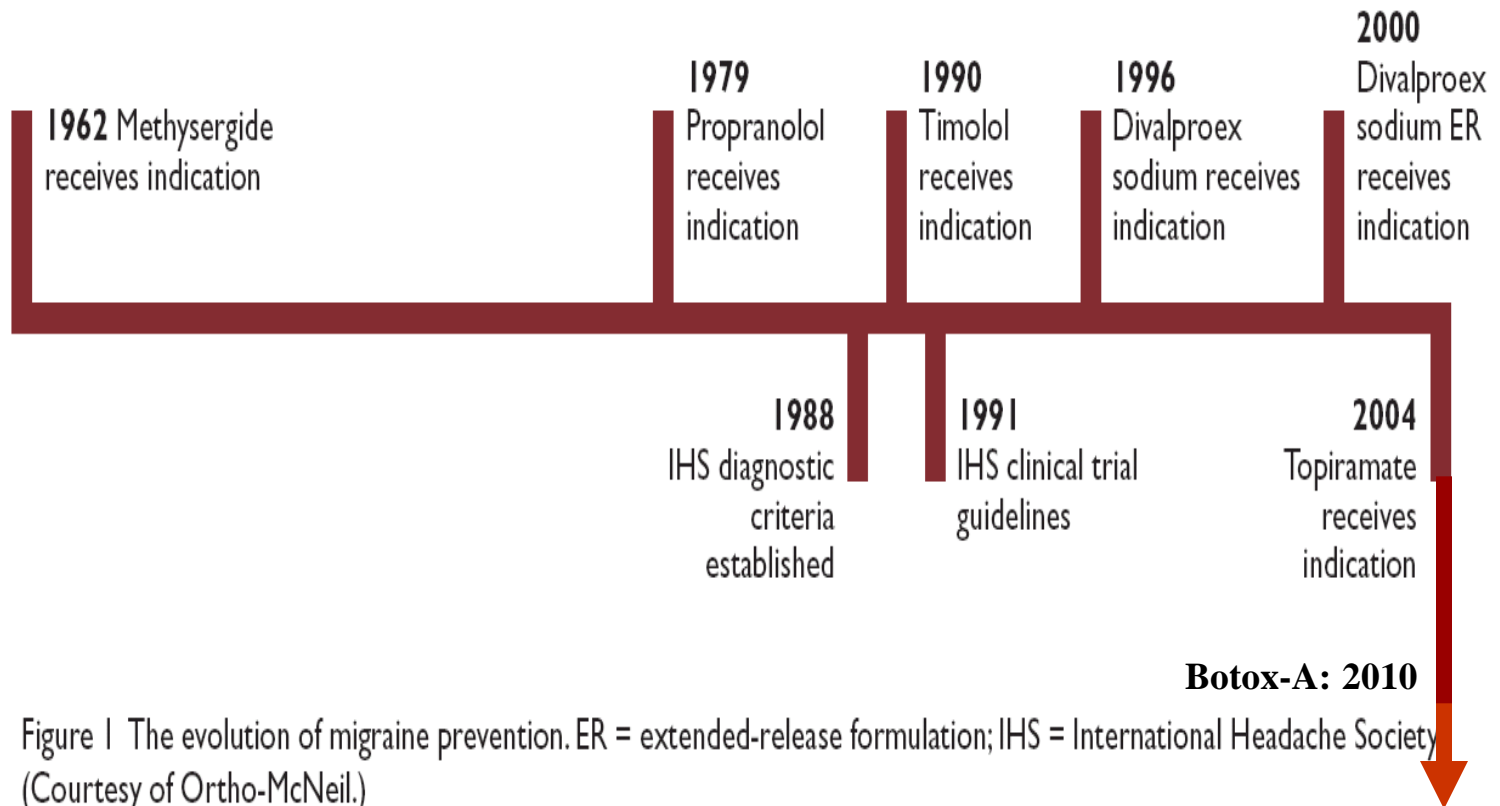 1962 Methysergide
receives indication
1979
Propranolol
receives
indication
1990
Timolol
receives
indication
1996
Divalproex
sodium receives
indication
2000
Divalproex
sodium ER
receives
indication
1988
IHS diagnostic
criteria
established
1991
IHS clinical trial
guidelines
2004
Topiramate
receives
indication
Botox-A: 2010
Figure 1 The evolution of migraine prevention. ER = extended-release formulation; IHS = International Headache Society
(Courtesy of Ortho-McNeil.)